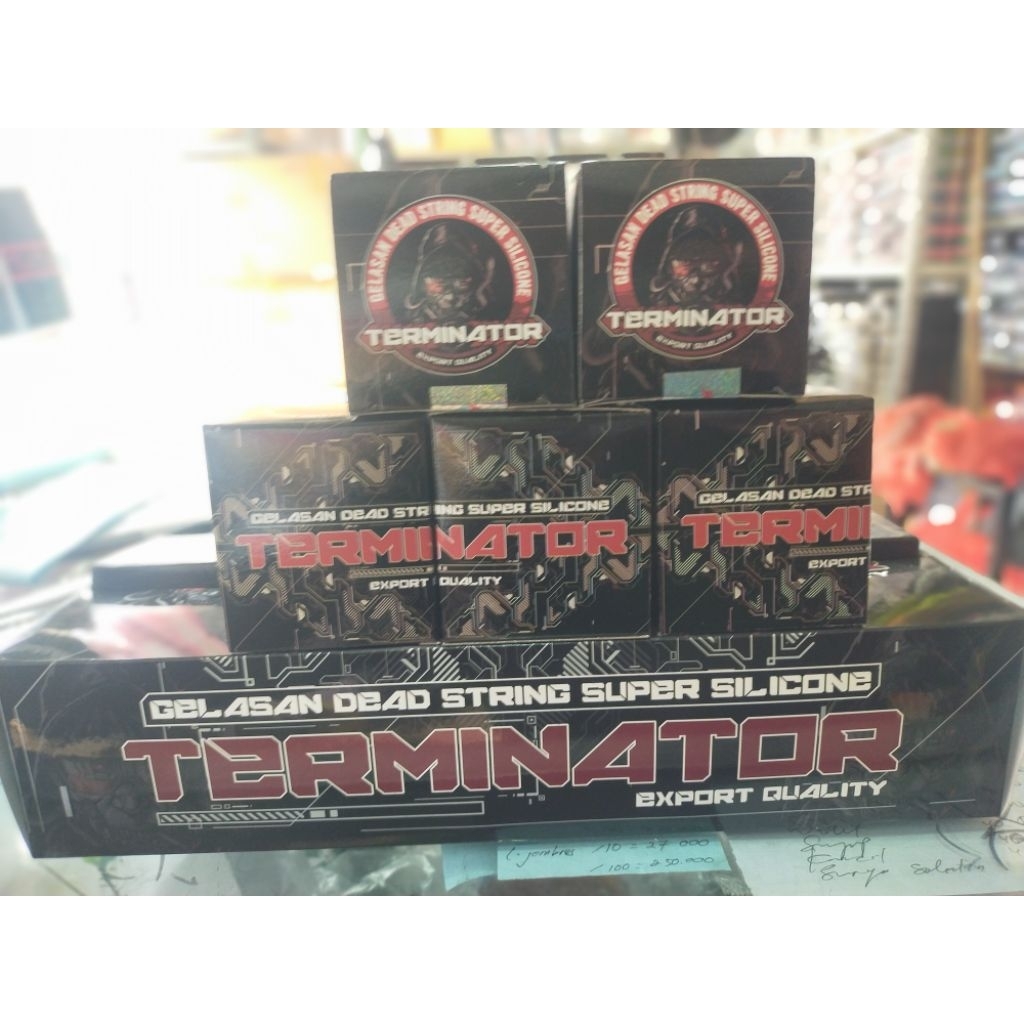 GELASAN DEAD STRING SUPER SILICONE
TERMINATOR
EXPORT QUALITY
GELASAN DEAD STRING SUPER SILICONE
TERMINATOR
EXPORT QUALITY
GELASAN DEAD STRING SUPER SILICONE
TERMINATOR
EXPORT QUALITY
GELASAN DEAD STR
TERMI
EXPORT
GELASAN DEAD STRING SUPER SILICONE
TERMINATOR
EXPORT QUALITY
/10 = 27 000
/100 = 250.000